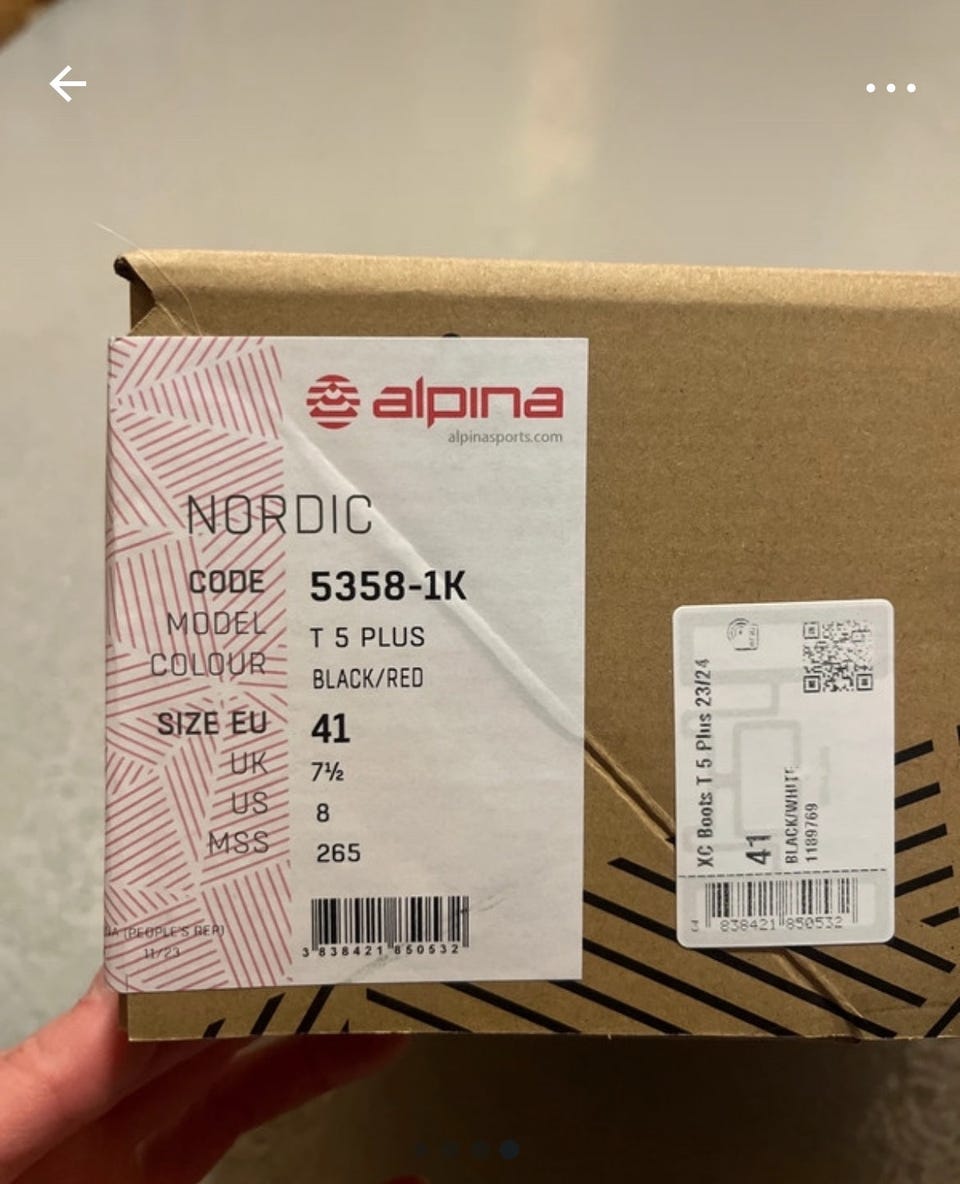 alpina
alpinasports.com
NORDIC
CODE 5358-1K
MODEL T 5 PLUS
COLOUR BLACK/RED
SIZE EU 41
UK 7½
US 8
MSS 265
(PEOPLE'S REP)
11/23
3 838421 850532
XC Boots T 5 Plus 23/24
41
BLACK/WHITE
1189769
3 838421 850532